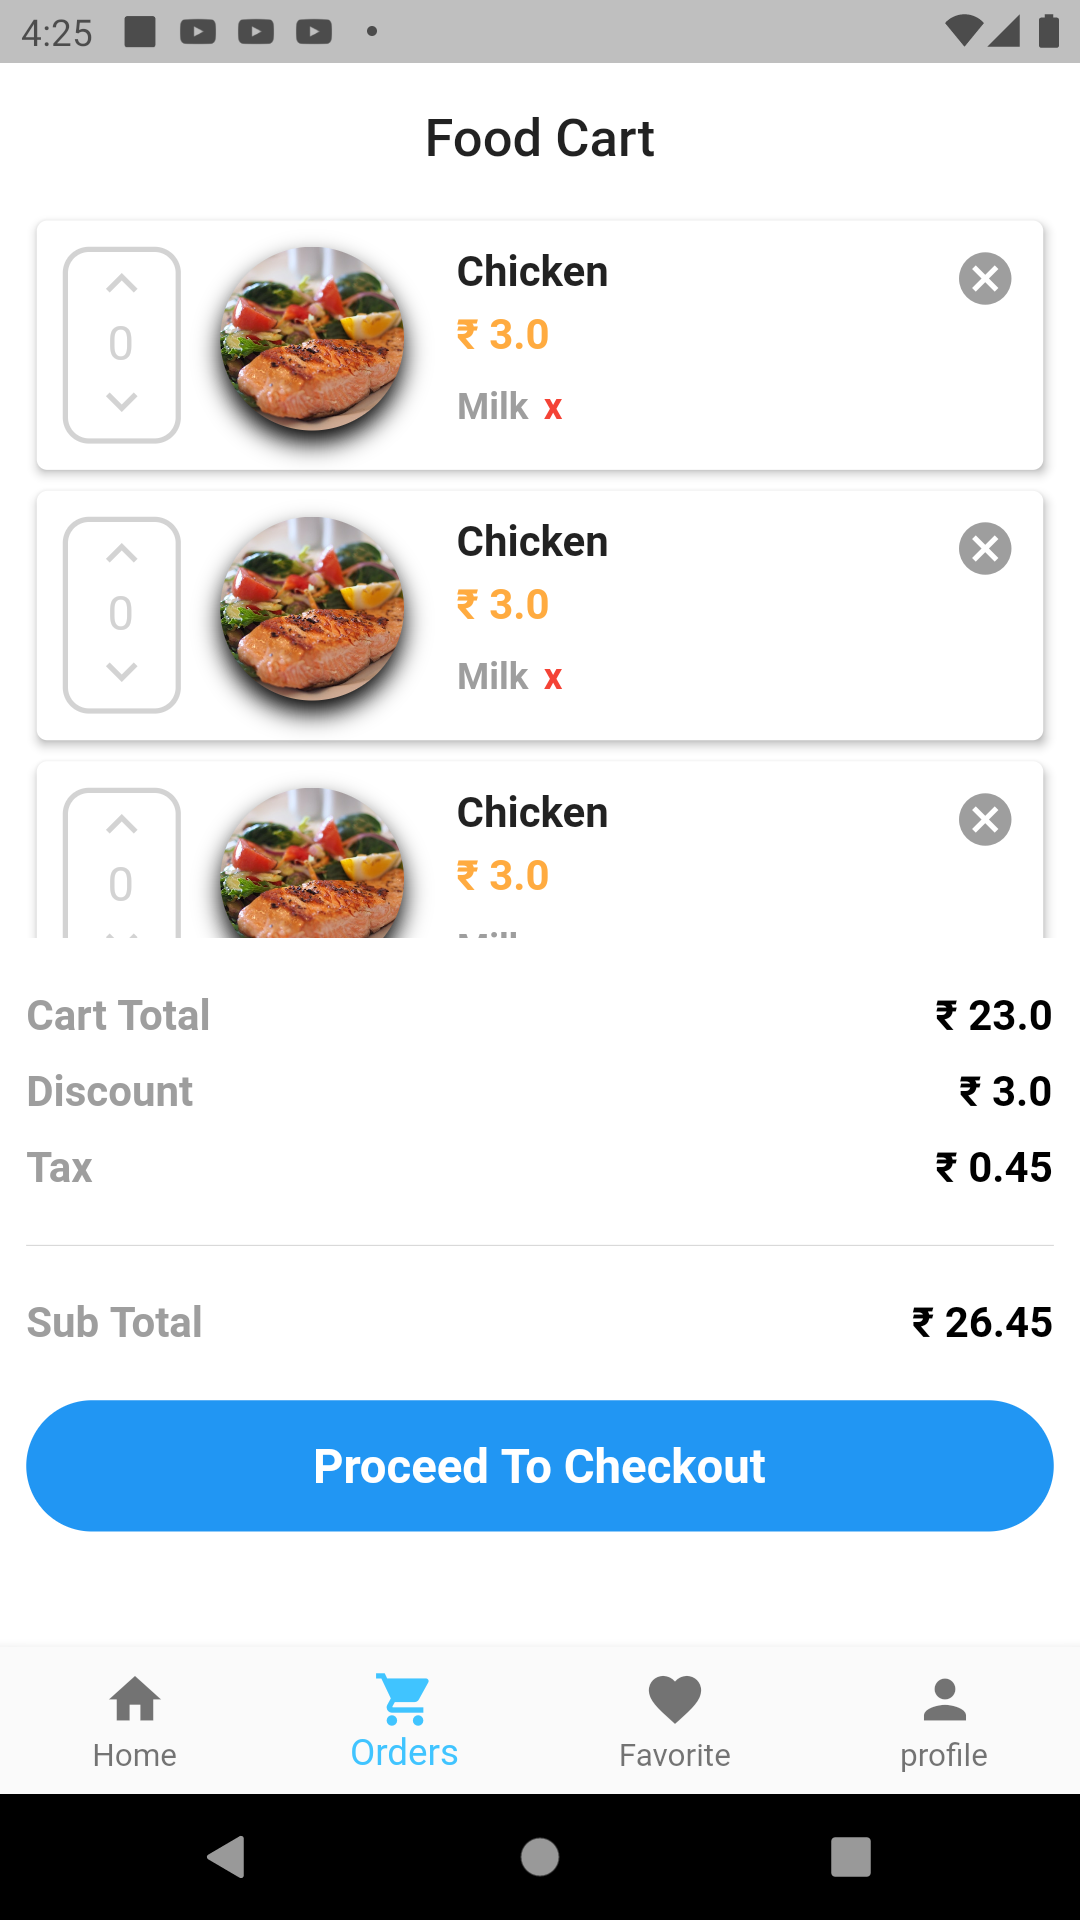 4:25
Food Cart
Chicken
₹ 3.0
0
Milk x
Chicken
₹ 3.0
0
Milk x
Chicken
₹ 3.0
0
Milk
Cart Total ₹ 23.0
Discount ₹ 3.0
Tax ₹ 0.45
Sub Total ₹ 26.45
Proceed To Checkout
Home Orders Favorite profile